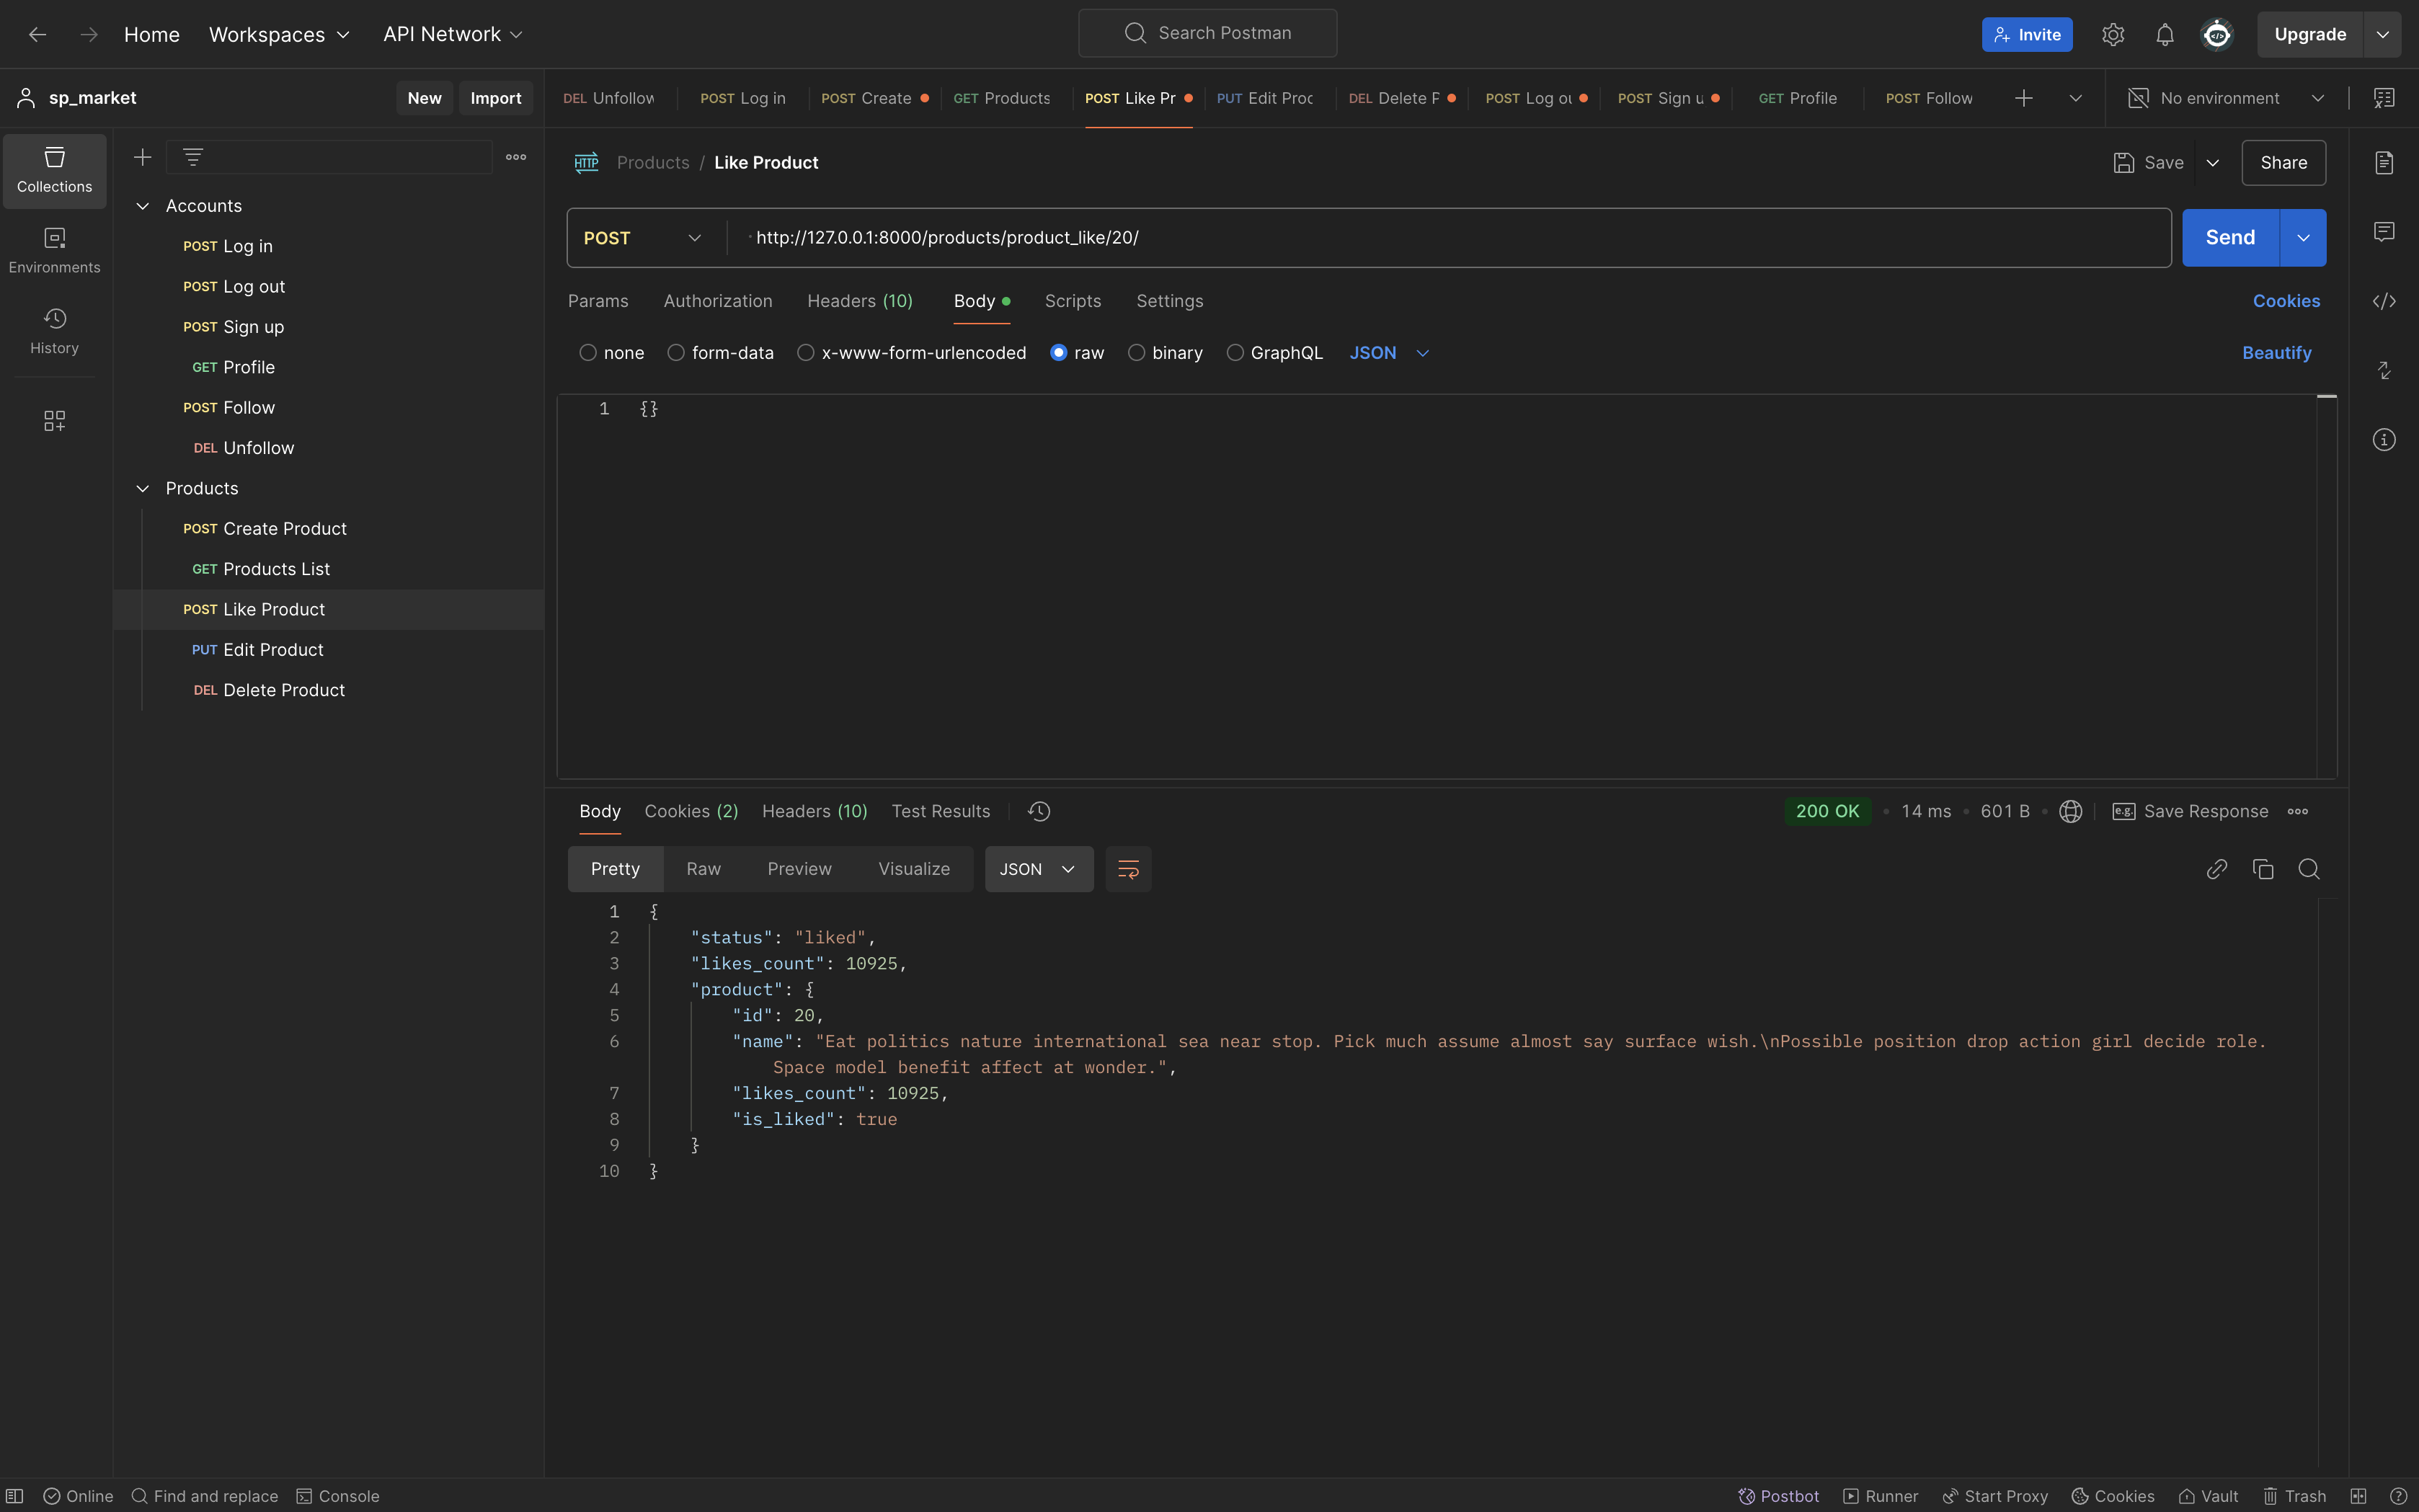 Home Workspaces API Network Search Postman Invite Upgrade
sp_market New Import
DEL Unfollow POST Log in POST Create GET Products POST Like Pr PUT Edit Proc DEL Delete P POST Log ou POST Sign u GET Profile POST Follow No environment
Collections
Environments
History
Accounts
POST Log in
POST Log out
POST Sign up
GET Profile
POST Follow
DEL Unfollow
Products
POST Create Product
GET Products List
POST Like Product
PUT Edit Product
DEL Delete Product
HTTP Products / Like Product Save Share
POST http://127.0.0.1:8000/products/product_like/20/ Send
Params Authorization Headers (10) Body Scripts Settings Cookies
none form-data x-www-form-urlencoded raw binary GraphQL JSON Beautify
1 {}
Body Cookies (2) Headers (10) Test Results 200 OK 14 ms 601 B e.g. Save Response
Pretty Raw Preview Visualize JSON
1 {
2 "status": "liked",
3 "likes_count": 10925,
4 "product": {
5 "id": 20,
6 "name": "Eat politics nature international sea near stop. Pick much assume almost say surface wish.\nPossible position drop action girl decide role.
Space model benefit affect at wonder.",
7 "likes_count": 10925,
8 "is_liked": true
9 }
10 }
Online Find and replace Console Postbot Runner Start Proxy Cookies Vault Trash